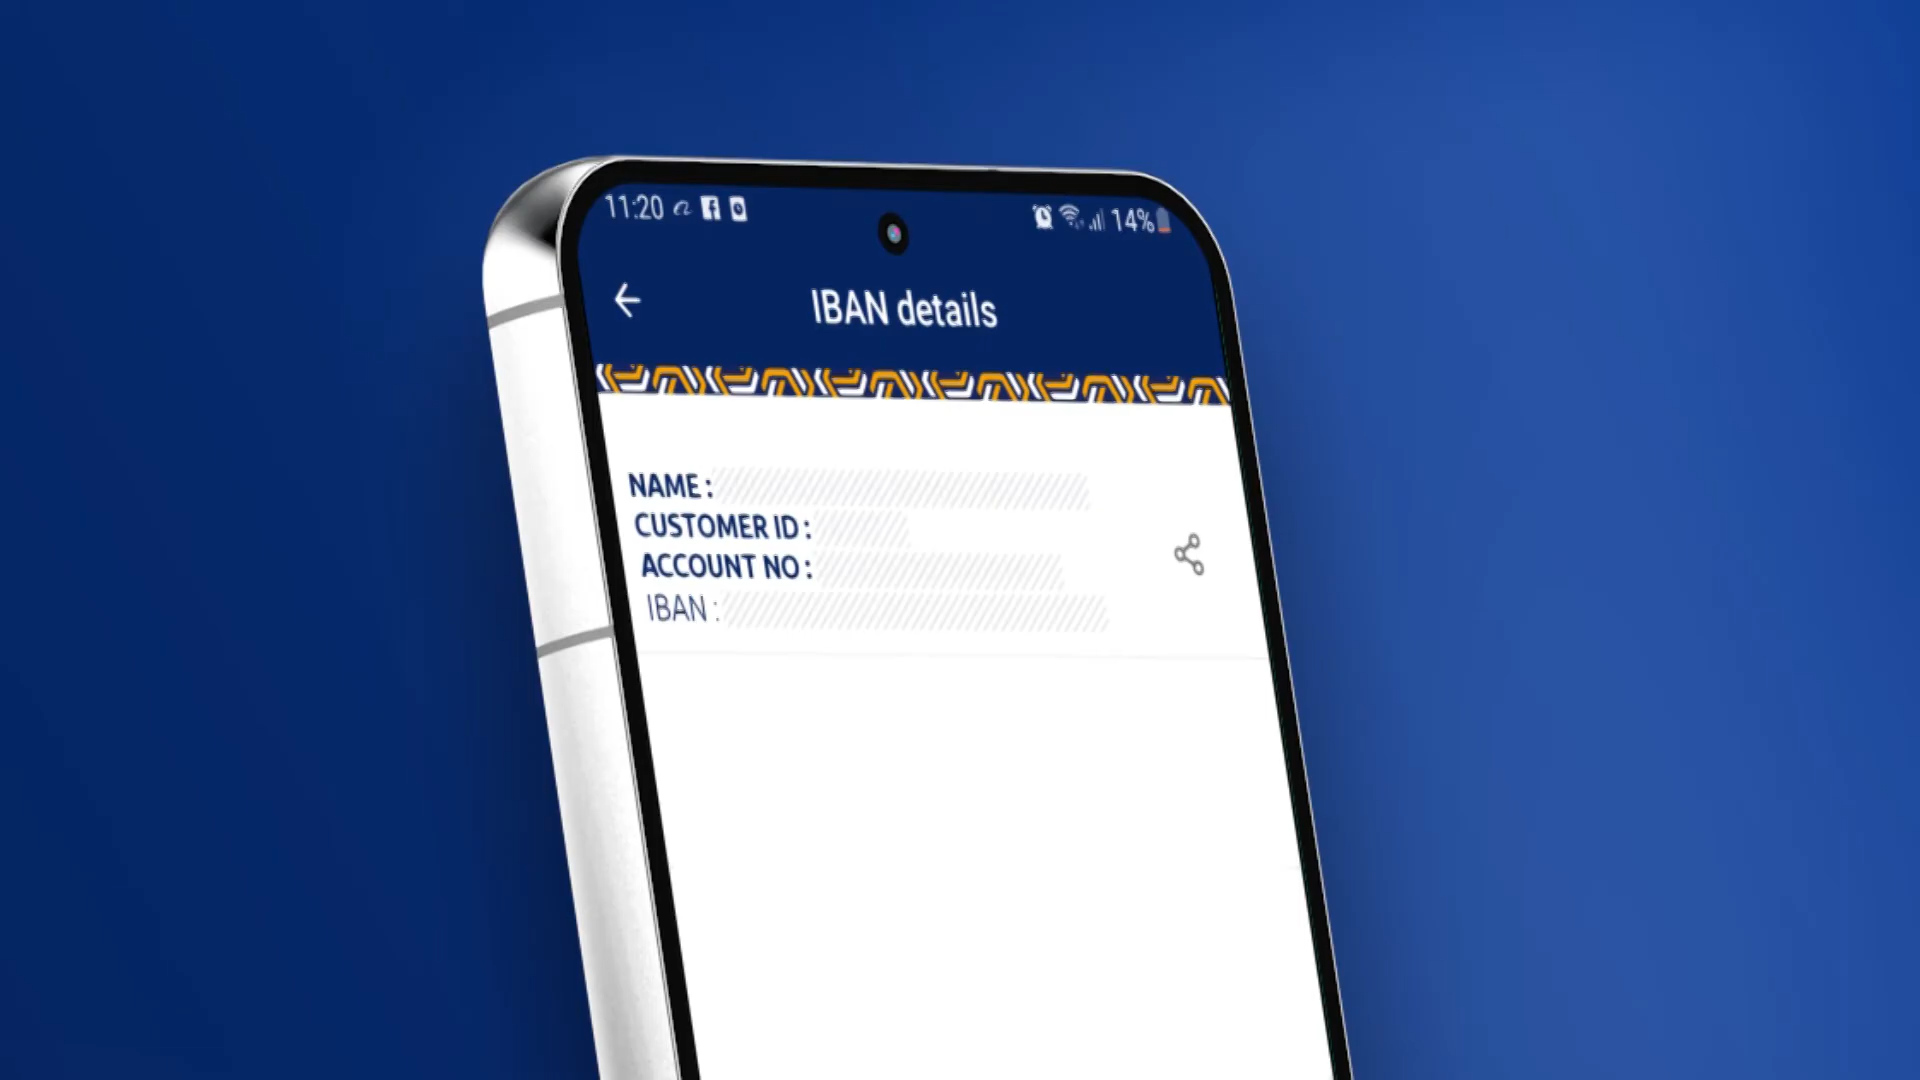 11:20
14%
IBAN details
NAME :
CUSTOMER ID :
ACCOUNT NO :
IBAN :